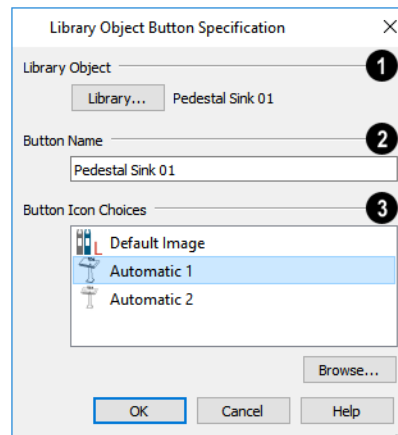 Library Object Button Specification
Library Object 1
Library... Pedestal Sink 01
Button Name 2
Pedestal Sink 01
Button Icon Choices 3
L Default Image
Automatic 1
Automatic 2
Browse...
OK Cancel Help